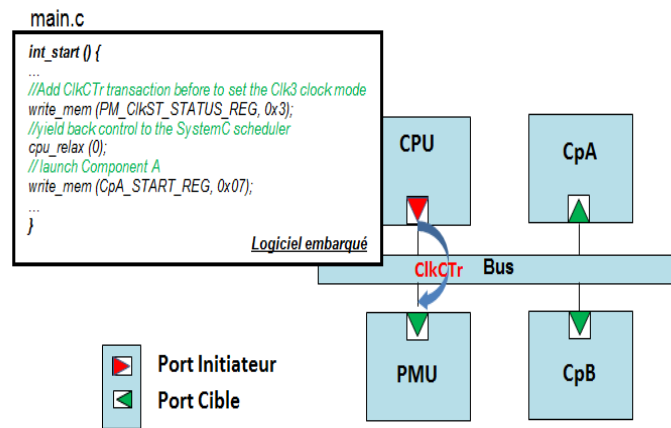 main.c
int_start () {
...
//Add ClkCTr transaction before to set the Clk3 clock mode
write_mem (PM_ClkST_STATUS_REG, 0x3);
//yield back control to the SystemC scheduler
cpu_relax (0);
// launch Component A
write_mem (CpA_START_REG, 0x07);
...
}
Logiciel embarqué
CPU
CpA
ClkCTr
Bus
PMU
CpB
Port Initiateur
Port Cible